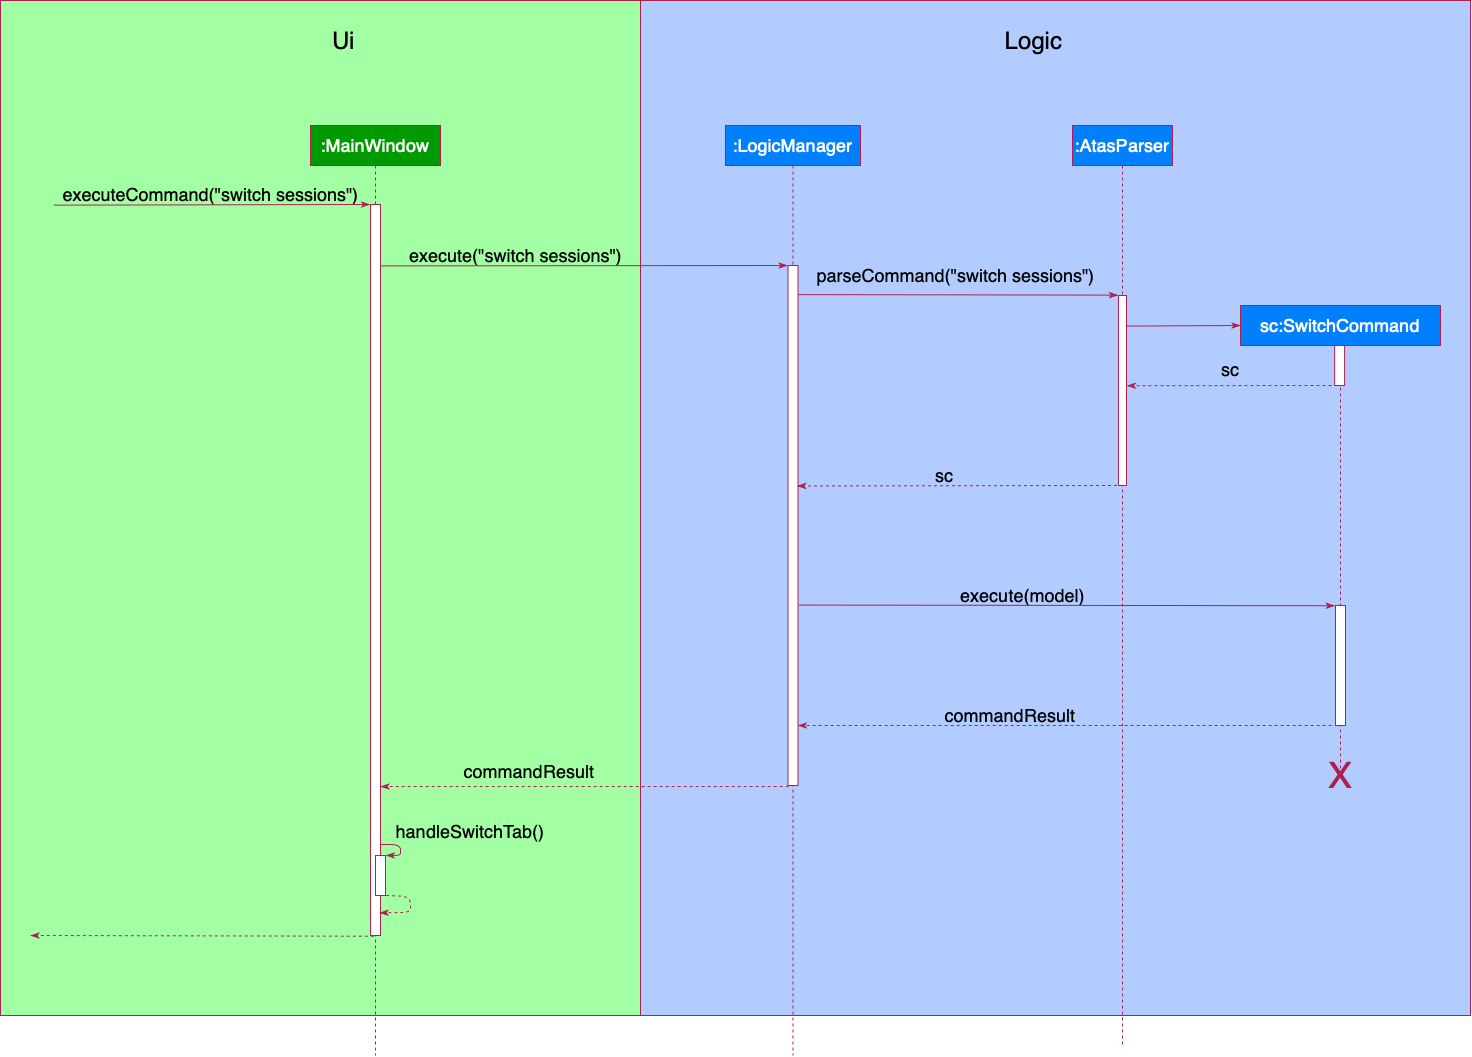 Ui
Logic
:MainWindow
:LogicManager
:AtasParser
executeCommand("switch sessions")
execute("switch sessions")
parseCommand("switch sessions")
sc:SwitchCommand
sc
sc
execute(model)
commandResult
commandResult
X
handleSwitchTab()